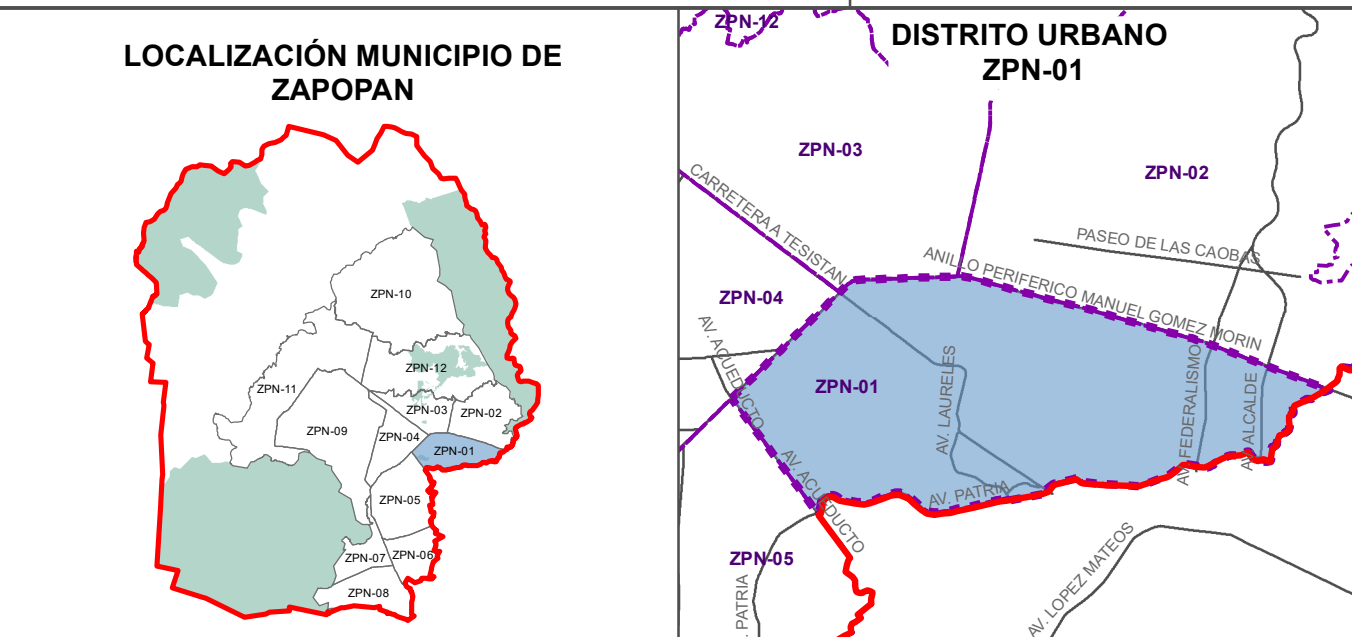 LOCALIZACIÓN MUNICIPIO DE
ZAPOPAN
ZPN-10
ZPN-12
ZPN-11
ZPN-03
ZPN-02
ZPN-09
ZPN-04
ZPN-01
ZPN-05
ZPN-07
ZPN-06
ZPN-08
ZPN-12
DISTRITO URBANO
ZPN-01
ZPN-03
ZPN-02
CARRETERA A TESISTAN
PASEO DE LAS CAOBAS
ANILLO PERIFERICO MANUEL GOMEZ MORIN
ZPN-04
AV. ACUEDUCTO
ZPN-01
AV. LAURELES
AV. FEDERALISMO
AV. ALCALDE
AV. ACUEDUCTO
AV. PATRIA
ZPN-05
. PATRIA
AV. LOPEZ MATEOS